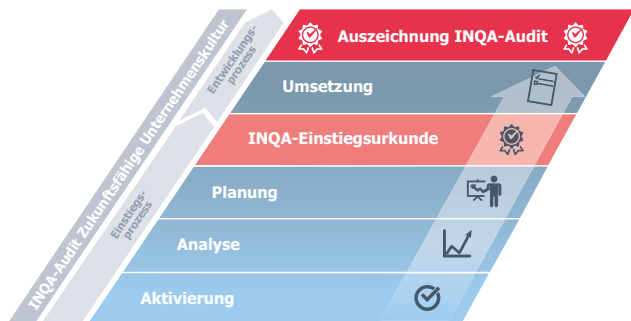 Auszeichnung INQA-Audit
Umsetzung
INQA-Einstiegsurkunde
Planung
Analyse
Aktivierung
INQA-Audit Zukunftsfähige Unternehmenskultur
Entwicklungs-
prozess
Einstiegs-
prozess